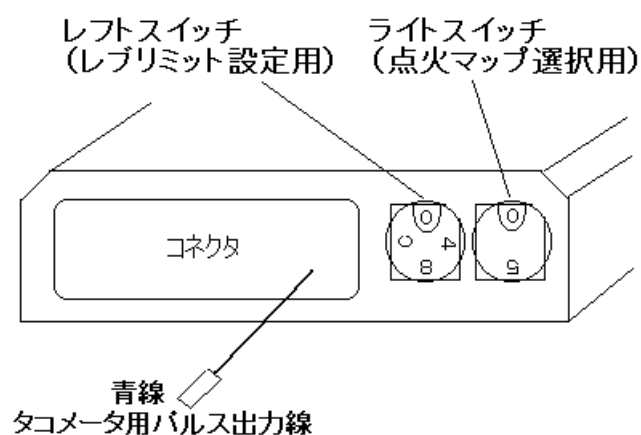 レフトスイッチ
（レブリミット設定用）
ライトスイッチ
（点火マップ選択用）
コネクタ
0
4
8
C
0
5
青線
タコメータ用パルス出力線